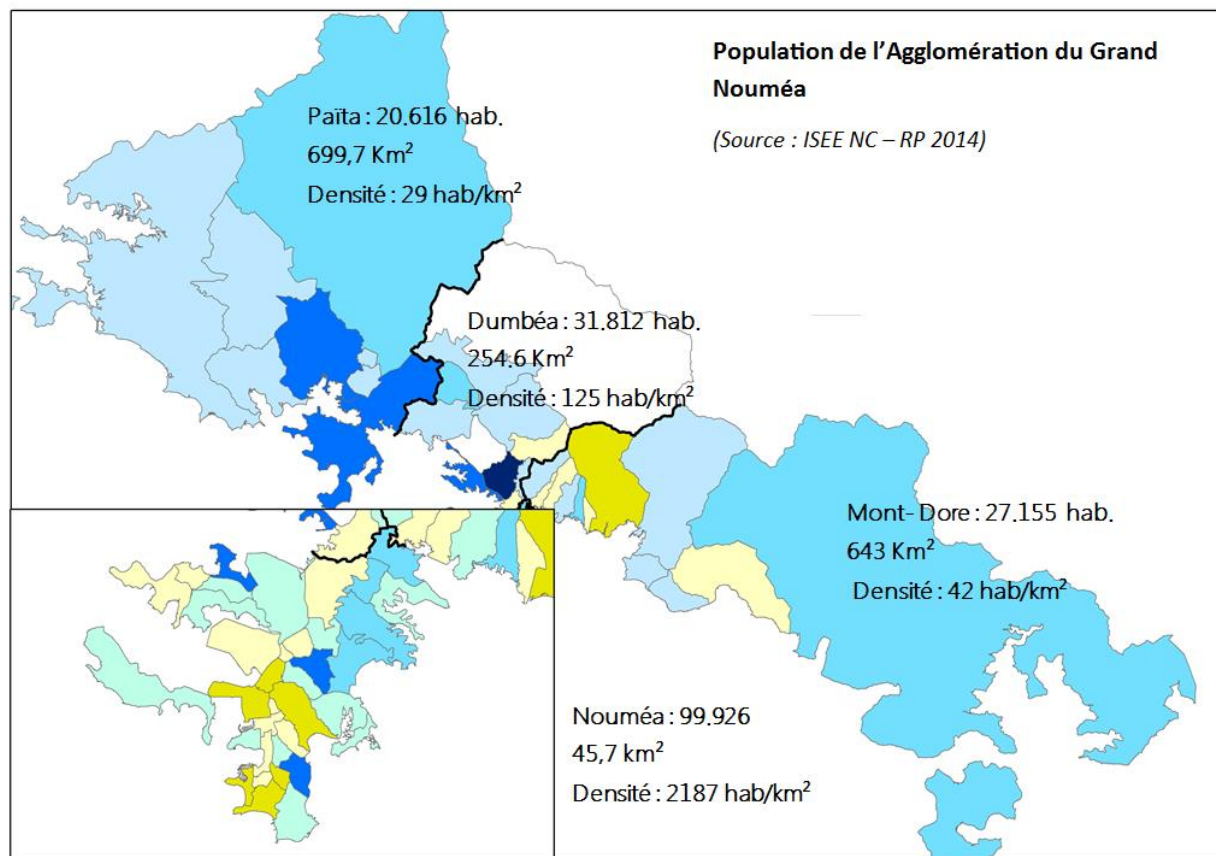 Population de l’Agglomération du Grand
Nouméa
(Source : ISEE NC – RP 2014)
Païta : 20.616 hab.
699,7 Km²
Densité : 29 hab/km²
Dumbéa : 31.812 hab.
254.6 Km²
Densité : 125 hab/km²
Mont- Dore : 27.155 hab.
643 Km²
Densité : 42 hab/km²
Nouméa : 99.926
45,7 km²
Densité : 2187 hab/km²